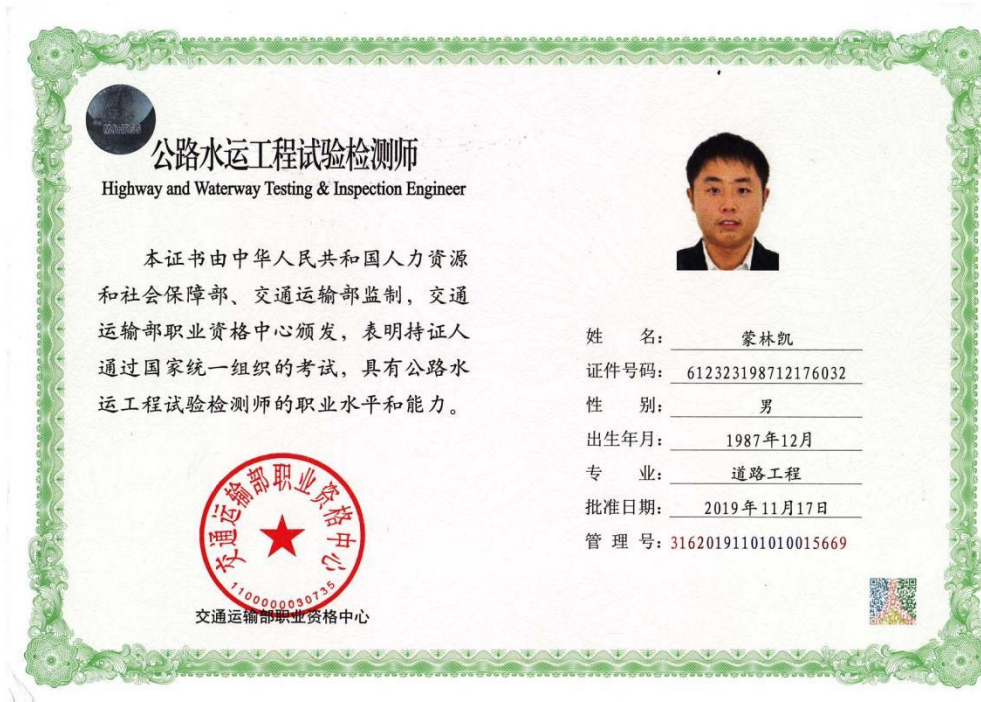 公路水运工程试验检测师
Highway and Waterway Testing & Inspection Engineer
本证书由中华人民共和国人力资源
和社会保障部、交通运输部监制，交通
运输部职业资格中心颁发，表明持证人
通过国家统一组织的考试，具有公路水
运工程试验检测师的职业水平和能力。
交通运输部职业资格中心
1100000030735
交通运输部职业资格中心
姓 名： 蒙林凯
证件号码： 612323198712176032
性 别： 男
出生年月： 1987年12月
专 业： 道路工程
批准日期： 2019年11月17日
管 理 号： 31620191101010015669